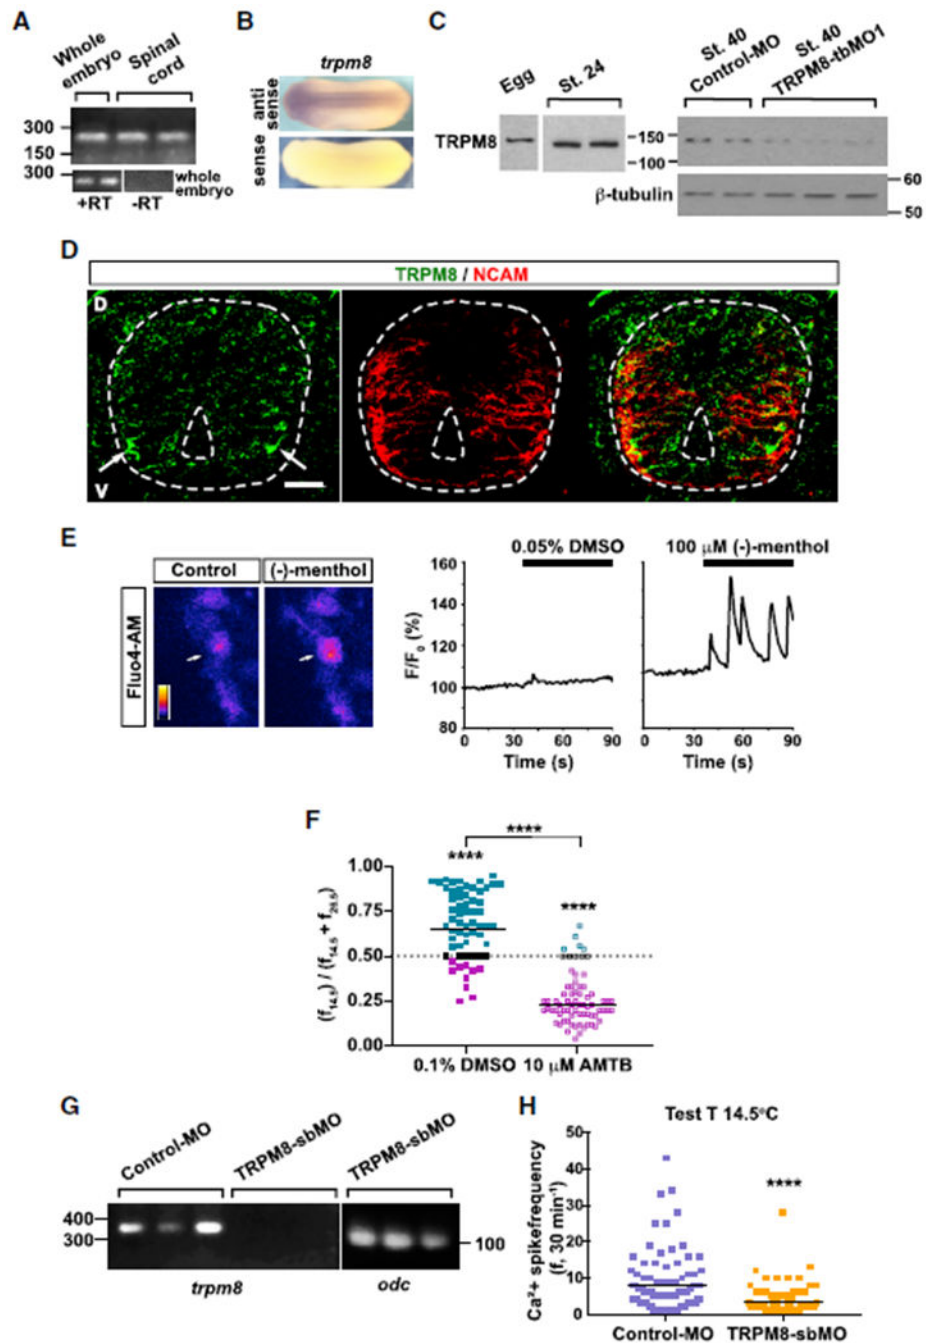 A
Whole
embryo
Spinal
cord
300
150
300
whole
embryo
+RT -RT
B
trpm8
anti
sense
sense
C
Egg
St. 24
St. 40
Control-MO
St. 40
TRPM8-tbMO1
TRPM8
150
100
β-tubulin
60
50
D
TRPM8 / NCAM
D
V
E
Control
(-)-menthol
Fluo4-AM
0.05% DMSO
100 µM (-)-menthol
F/F0 (%)
160
140
120
100
80
0 30 60 90
0 30 60 90
Time (s)
Time (s)
F
****
****
****
(f14.5) / (f14.5 + f28.5)
1.00
0.75
0.50
0.25
0.00
0.1% DMSO
10 µM AMTB
G
Control-MO
TRPM8-sbMO
TRPM8-sbMO
400
300
100
trpm8
odc
H
Test T 14.5ºC
Ca²+ spikefrequency
(f, 30 min-1)
50
40
30
20
10
0
****
Control-MO
TRPM8-sbMO